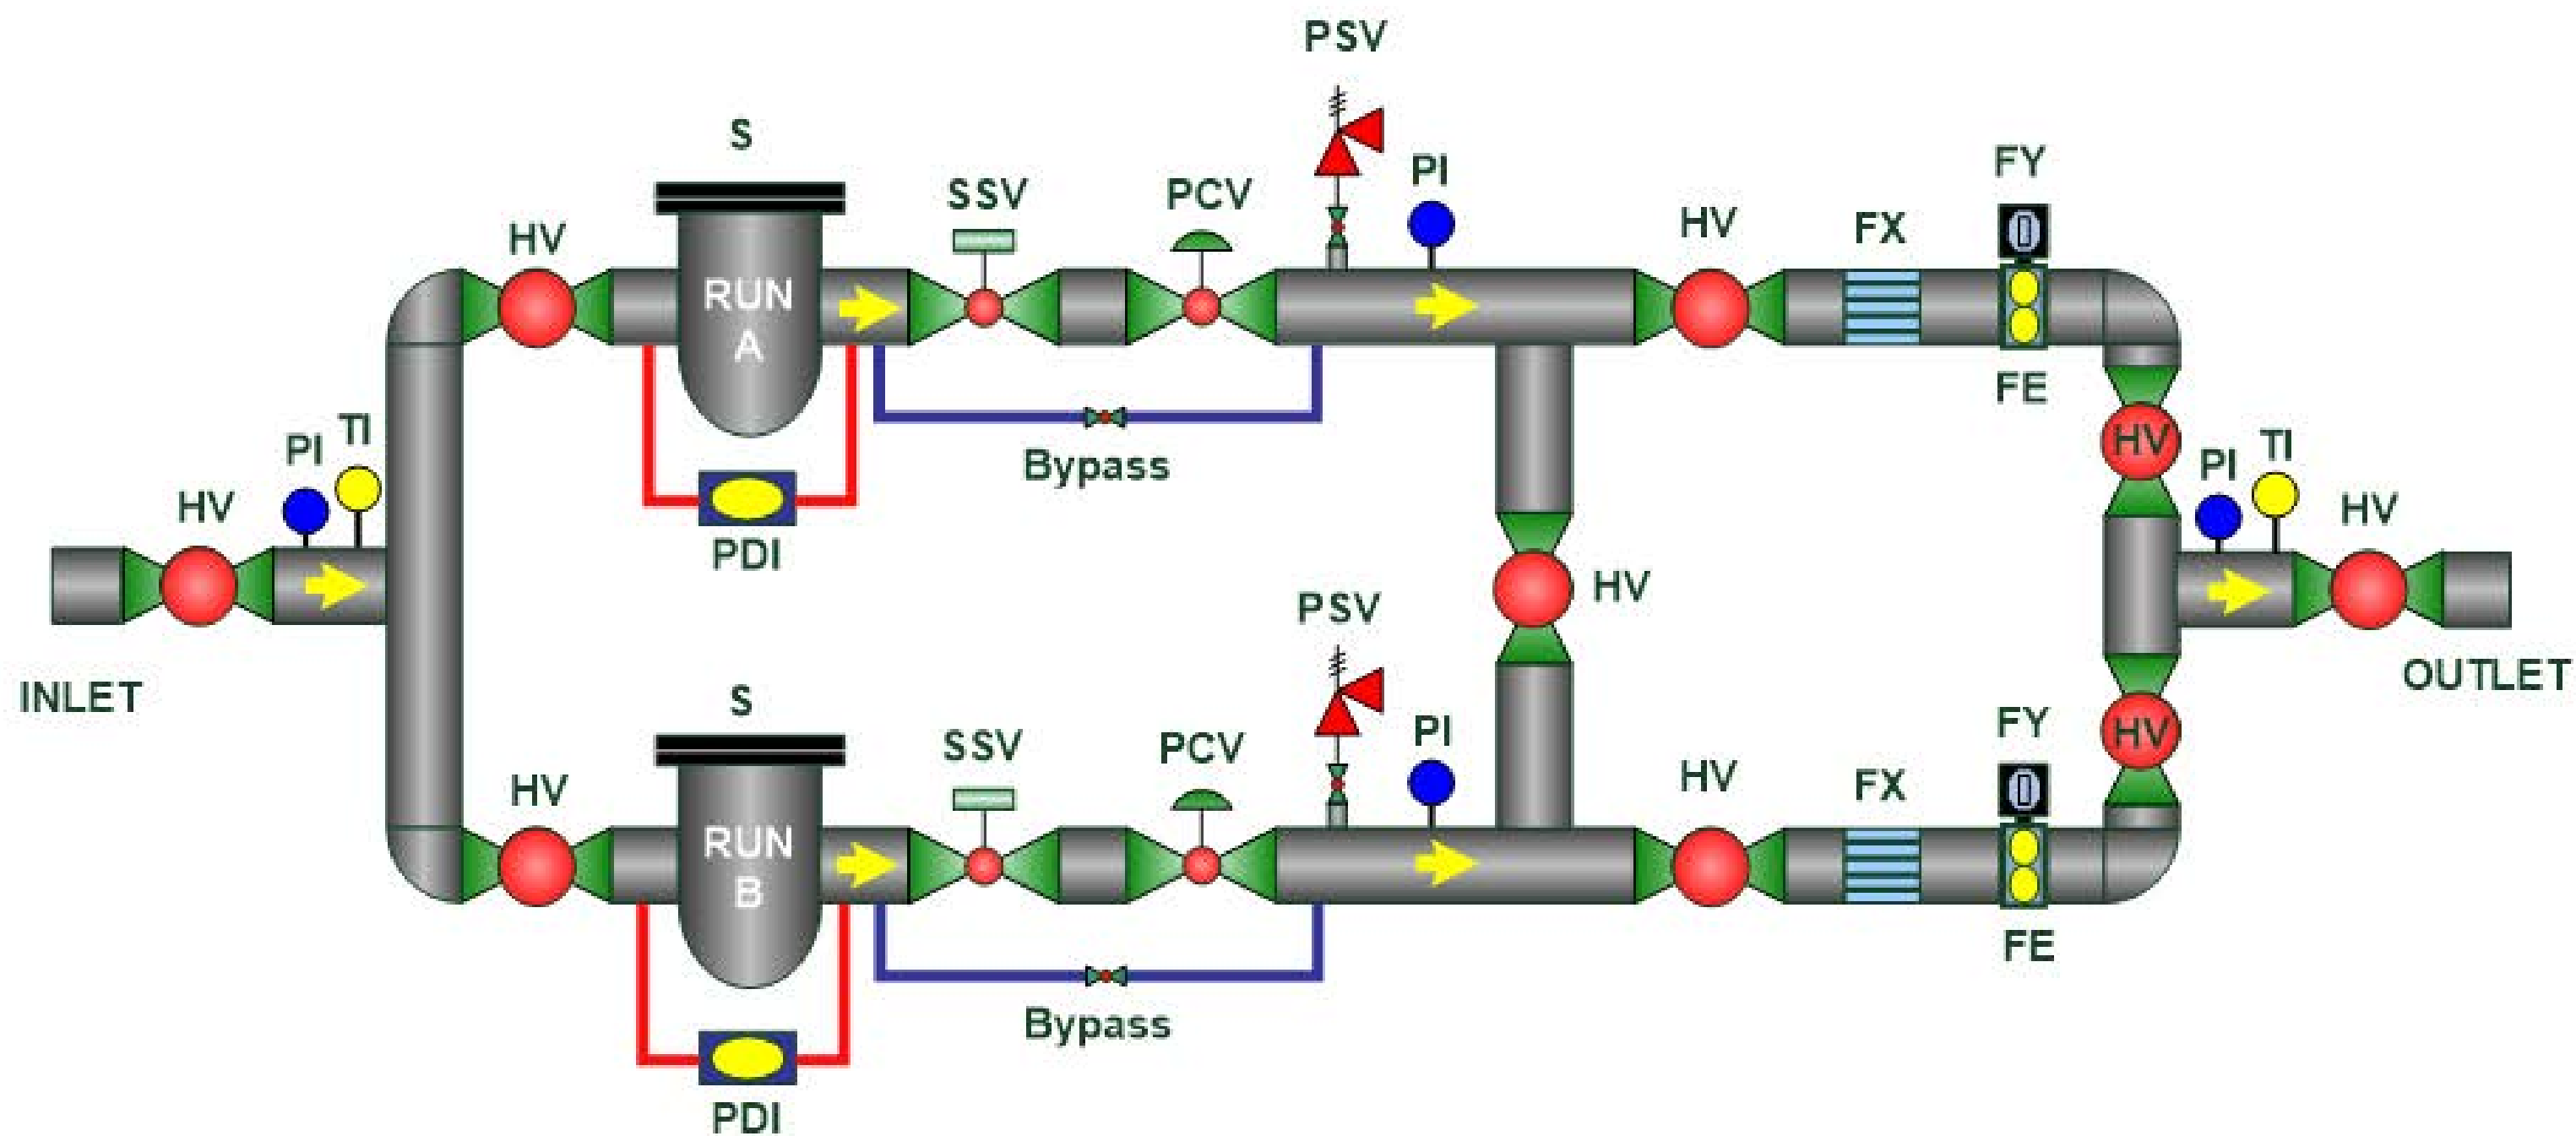 PSV
S
FY
PI
SSV
PCV
HV
FX
HV
RUN
A
FE
TI
HV
PI
TI
PI
Bypass
HV
HV
PDI
HV
PSV
INLET
OUTLET
S
FY
PI
HV
SSV
PCV
HV
FX
HV
RUN
B
FE
Bypass
PDI